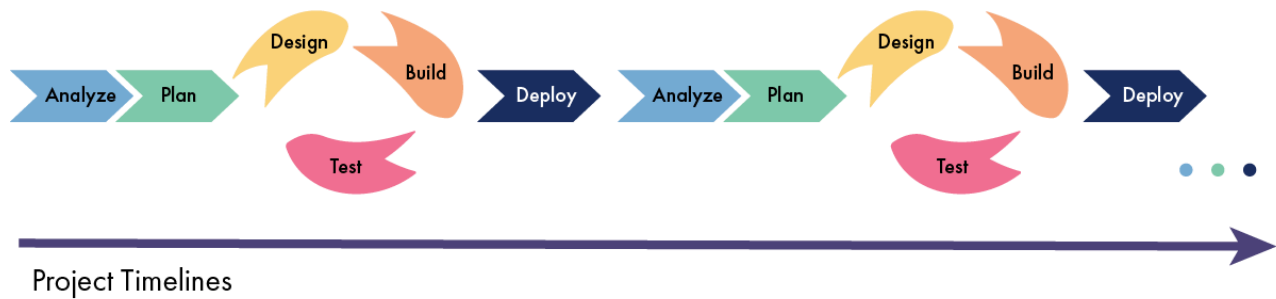 Analyze
Plan
Design
Build
Test
Deploy
Analyze
Plan
Design
Build
Test
Deploy
Project Timelines